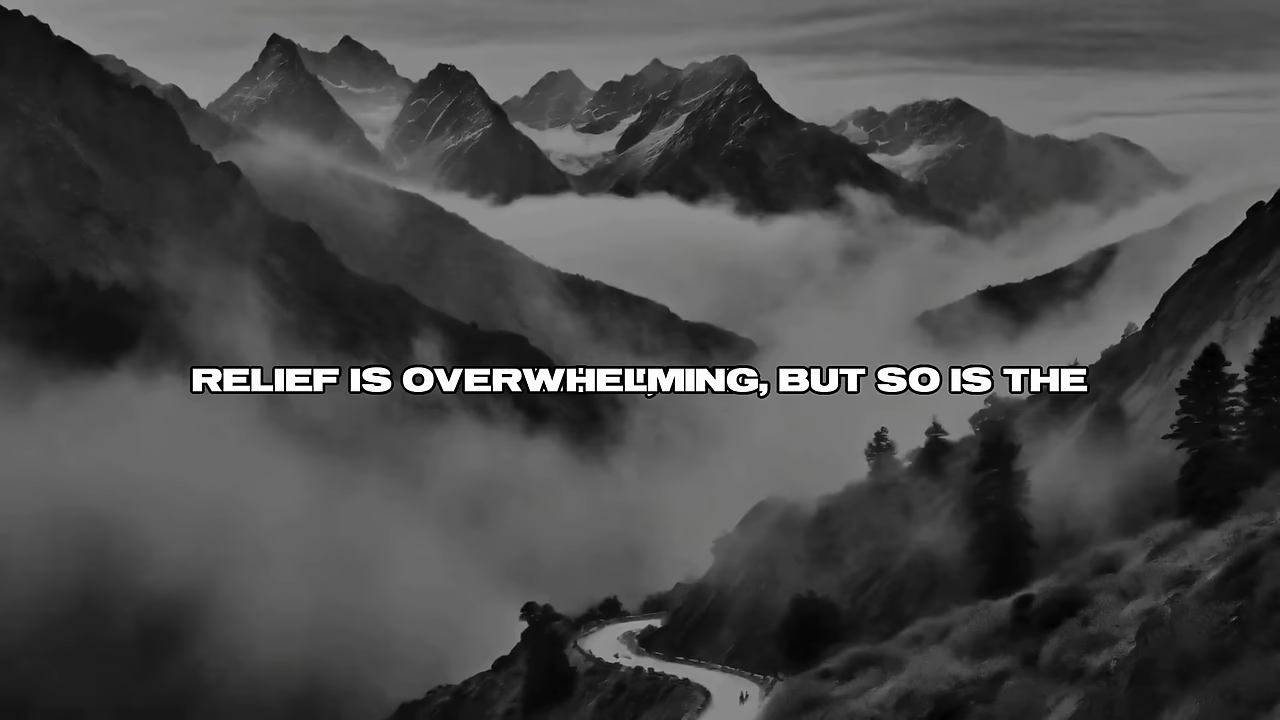 RELIEF IS OVERWHELMING, BUT SO IS THE